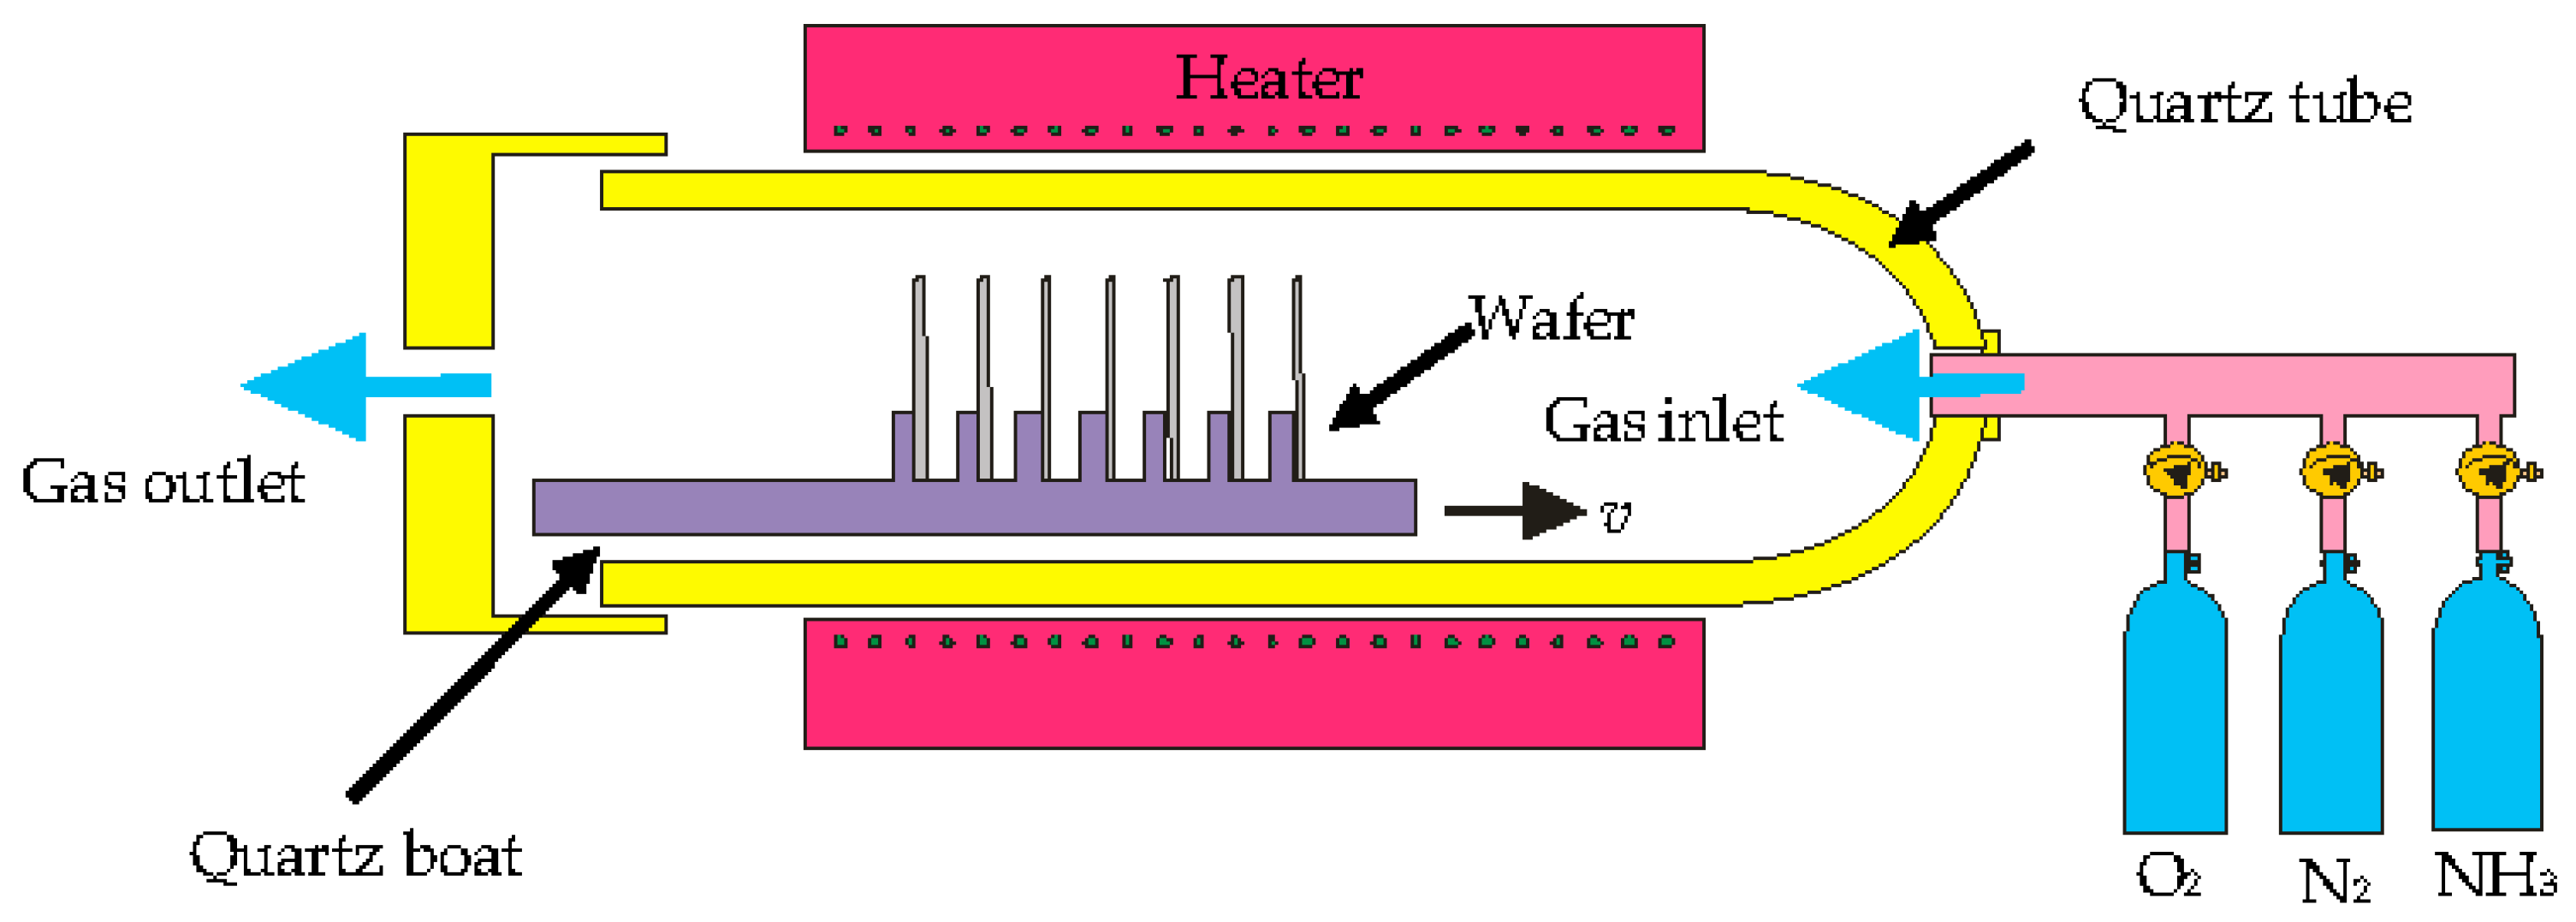 Heater
Quartz tube
Wafer
Gas inlet
Gas outlet
v
Quartz boat
O₂
N₂
NH₃